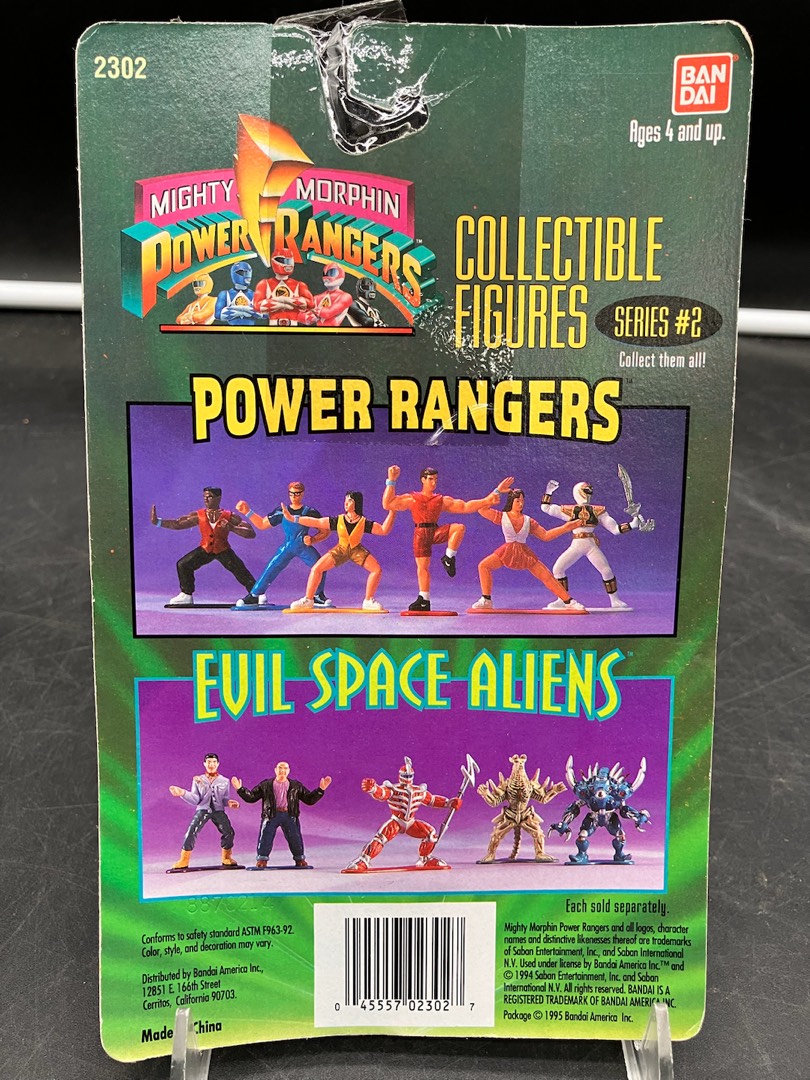 2302
BAN
DAI
Ages 4 and up.
MIGHTY MORPHIN
POWER RANGERS™
COLLECTIBLE
FIGURES
SERIES #2
Collect them all!
POWER RANGERS™
EVIL SPACE ALIENS™
Each sold separately.
Conforms to safety standard ASTM F963-92.
Color, style, and decoration may vary.
Distributed by Bandai America Inc.,
12851 E. 166th Street
Cerritos, California 90703.
Made China
0 45557 02302 7
Mighty Morphin Power Rangers and all logos, character
names and distinctive likenesses thereof are trademarks
of Saban Entertainment, Inc., and Saban International
N.V. Used under license by Bandai America Inc.™ and
© 1994 Saban Entertainment, Inc. and Saban
International N.V. All rights reserved. BANDAI IS A
REGISTERED TRADEMARK OF BANDAI AMERICA INC.
Package © 1995 Bandai America Inc.